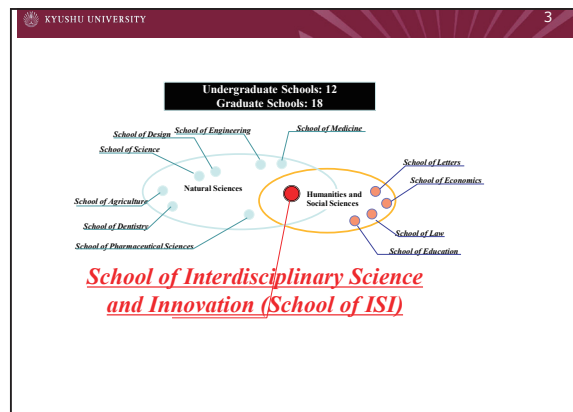 KYUSHU UNIVERSITY
3
Undergraduate Schools: 12
Graduate Schools: 18
School of Design
School of Engineering
School of Medicine
School of Science
School of Letters
School of Economics
Natural Sciences
Humanities and
Social Sciences
School of Agriculture
School of Dentistry
School of Law
School of Pharmaceutical Sciences
School of Education
School of Interdisciplinary Science
and Innovation (School of ISI)